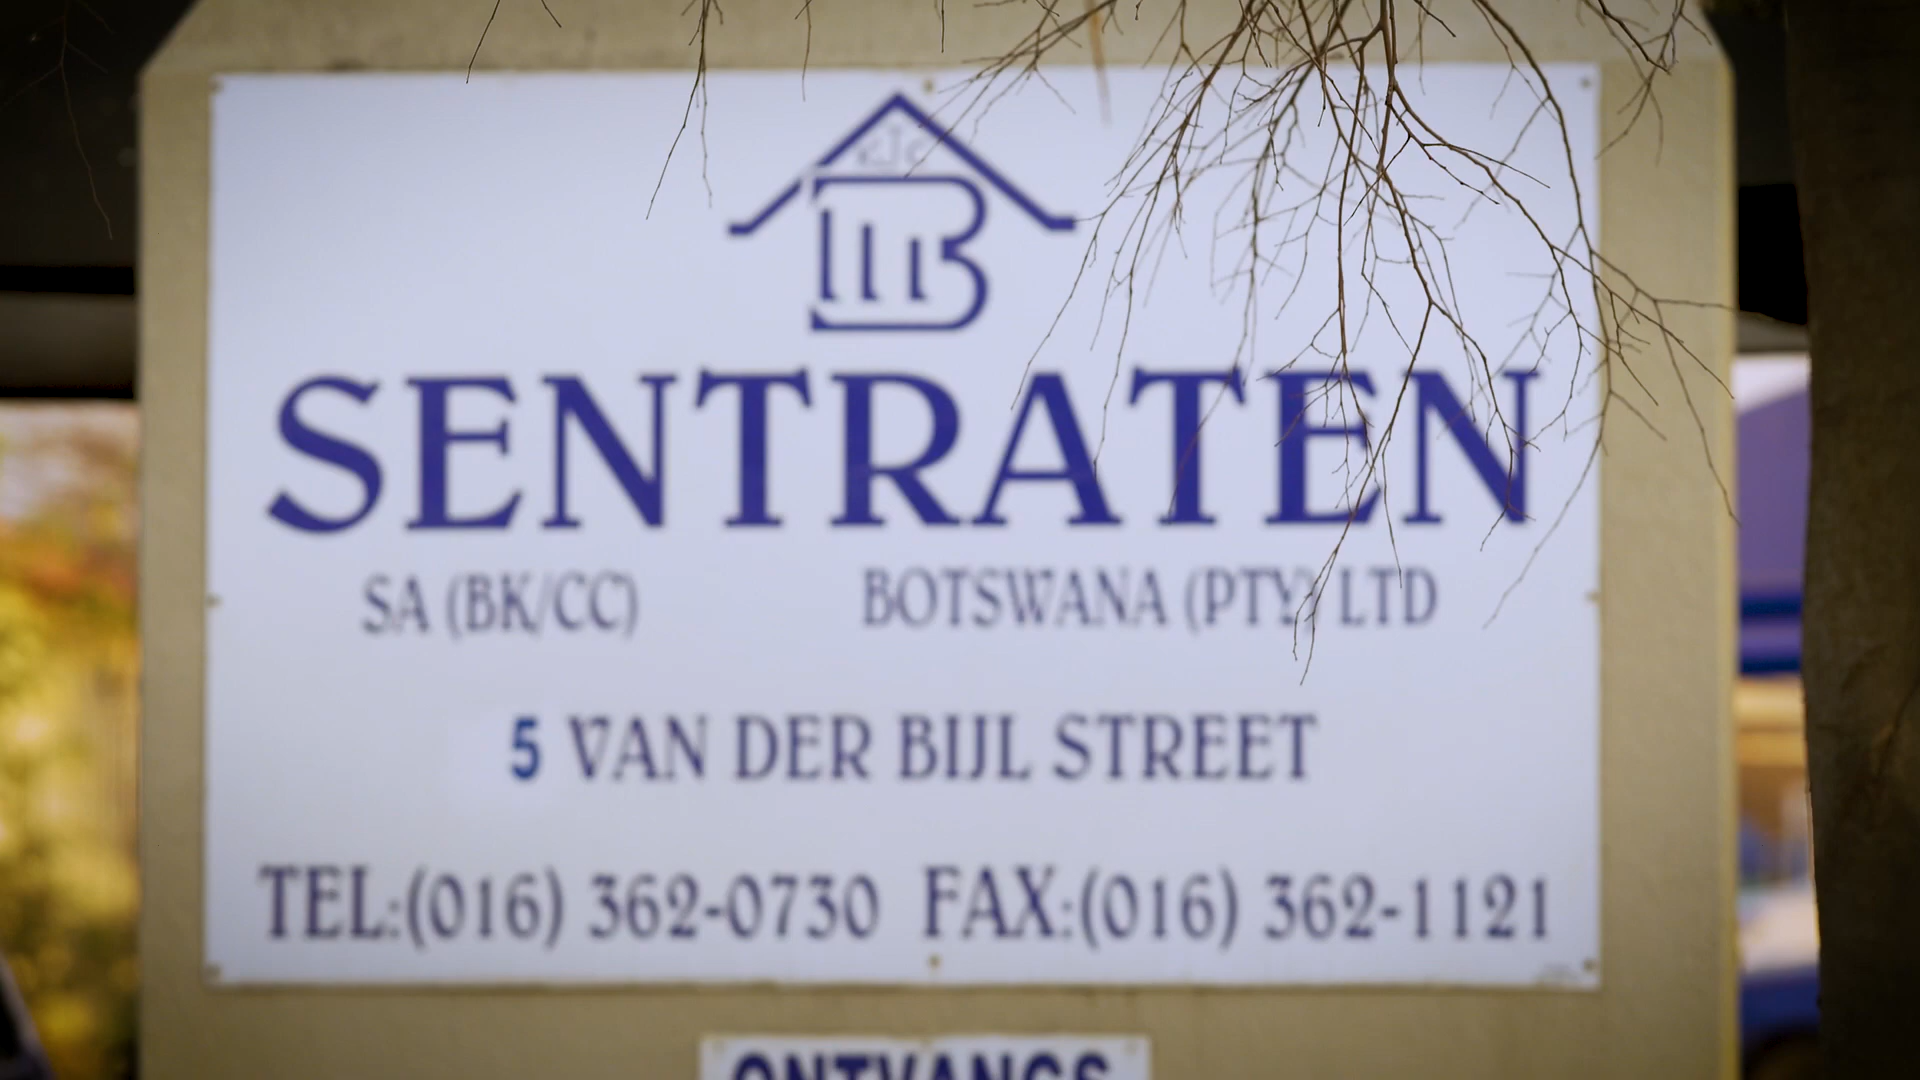 SENTRATEN
SA (BK/CC) BOTSWANA (PTY) LTD
5 VAN DER BIJL STREET
TEL:(016) 362-0730 FAX:(016) 362-1121
ONTVANGS